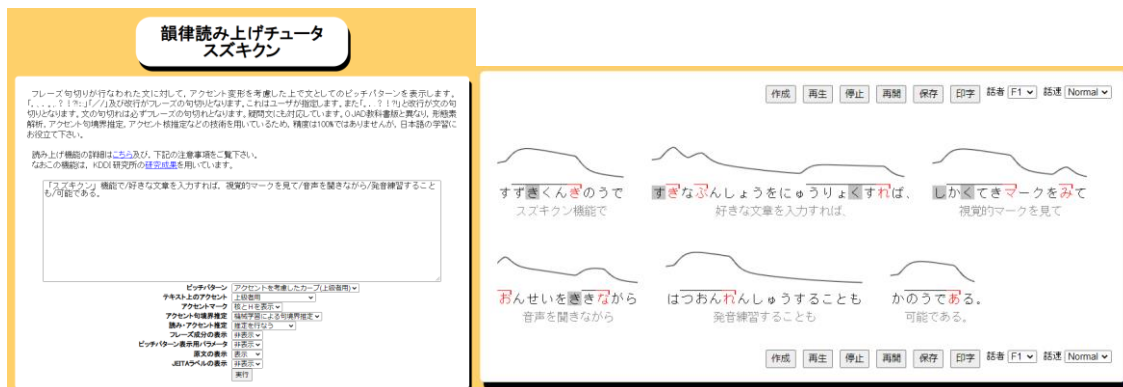 韻律読み上げチュータ
スズキクン
フレーズ句切りが行なわれた文に対して，アクセント変形を考慮した上で文としてのピッチパターンを表示します。
「，．、。？！?!:;」「／/」及び改行がフレーズの句切りとなります。これはユーザが指定します。また「．。？！?!」と改行が文の句
切りとなります。文の句切れは必ずフレーズの句切れとなります。疑問文にも対応しています。OJAD教科書版と異なり，形態素
解析，アクセント句境界推定，アクセント核推定などの技術を用いているため，精度は100%ではありませんが，日本語の学習に
お役立て下さい。
読み上げ機能の詳細はこちら及び，下記の注意事項をご覧下さい。
なおこの機能は，KDDI 研究所の研究成果を用いています。
「スズキクン」機能で/好きな文章を入力すれば、視覚的マークを見て/音声を聞きながら/発音練習すること
も/可能である。
ピッチパターン アクセントを考慮したカーブ(上級者用)
テキスト上のアクセント 上級者用
アクセントマーク 核とHを表示
アクセント句境界推定 機械学習による句境界推定
読み・アクセント推定 推定を行なう
フレーズ成分の表示 非表示
ピッチパターン表示用パラメータ 非表示
原文の表示 表示
JEITAラベルの表示 非表示
実行
作成 再生 停止 再開 保存 印字 話者 F1 話速 Normal
すずきくんきのうで すきなぶんしょうをにゅうりょくすれば、 しかくてきマークをみて
スズキクン機能で 好きな文章を入力すれば、 視覚的マークを見て
おんせいをききながら はつおんれんしゅうすることも かのうである。
音声を聞きながら 発音練習することも 可能である。
作成 再生 停止 再開 保存 印字 話者 F1 話速 Normal